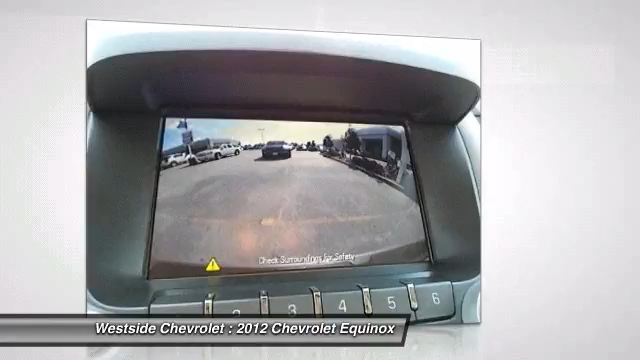 Check Surroundings for Safety
2 3 4 5 6
Westside Chevrolet : 2012 Chevrolet Equinox